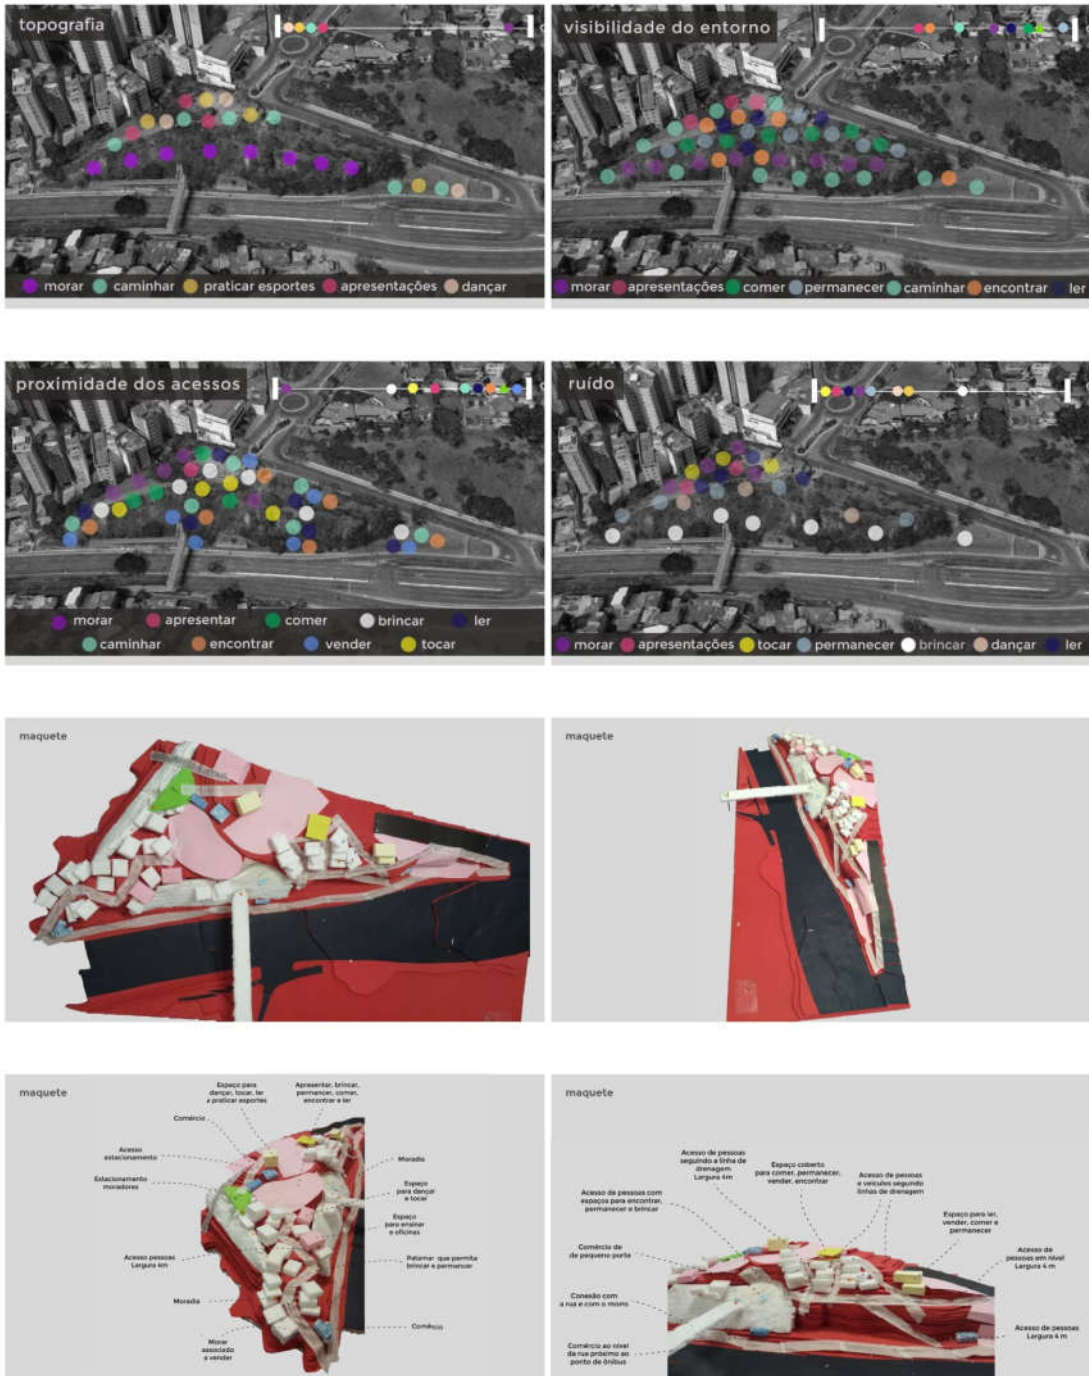 topografia
morar caminhar praticar esportes apresentações dançar
visibilidade do entorno
morar apresentações comer permanecer caminhar encontrar ler
proximidade dos acessos
morar apresentar comer brincar ler
caminhar encontrar vender tocar
ruído
morar apresentações tocar permanecer brincar dançar ler
maquete
maquete
maquete
Espaço para
dançar, tocar, ler
e praticar esportes
Apresentar, brincar,
permancer, comer,
encontrar e ler
Comércio
Acesso
estacionamento
Moradia
Estacionamento
moradores
Espaço
para dançar
e tocar
Espaço
para ensinar
e oficinas
Acesso pessoas
Largura 4km
Patamar que permita
brincar e permancer
Moradia
Comércio
Morar
associado
a vender
maquete
Acesso de pessoas
seguindo a linha de
drenagem
Largura 4m
Espaço coberto
para comer, permanecer,
vender, encontrar
Acesso de pessoas
e veículos segundo
linhas de drenagem
Acesso de pessoas com
espaços para encontrar,
permanecer e brincar
Espaço para ler,
vender, comer e
permanecer
Comércio de
de pequeno porte
Acesso de
pessoas em nível
Largura 4 m
Conexão com
a rua e com o morro
Acesso de pessoas
Largura 4 m
Comércio ao nível
da rua próximo ao
ponto de ônibus